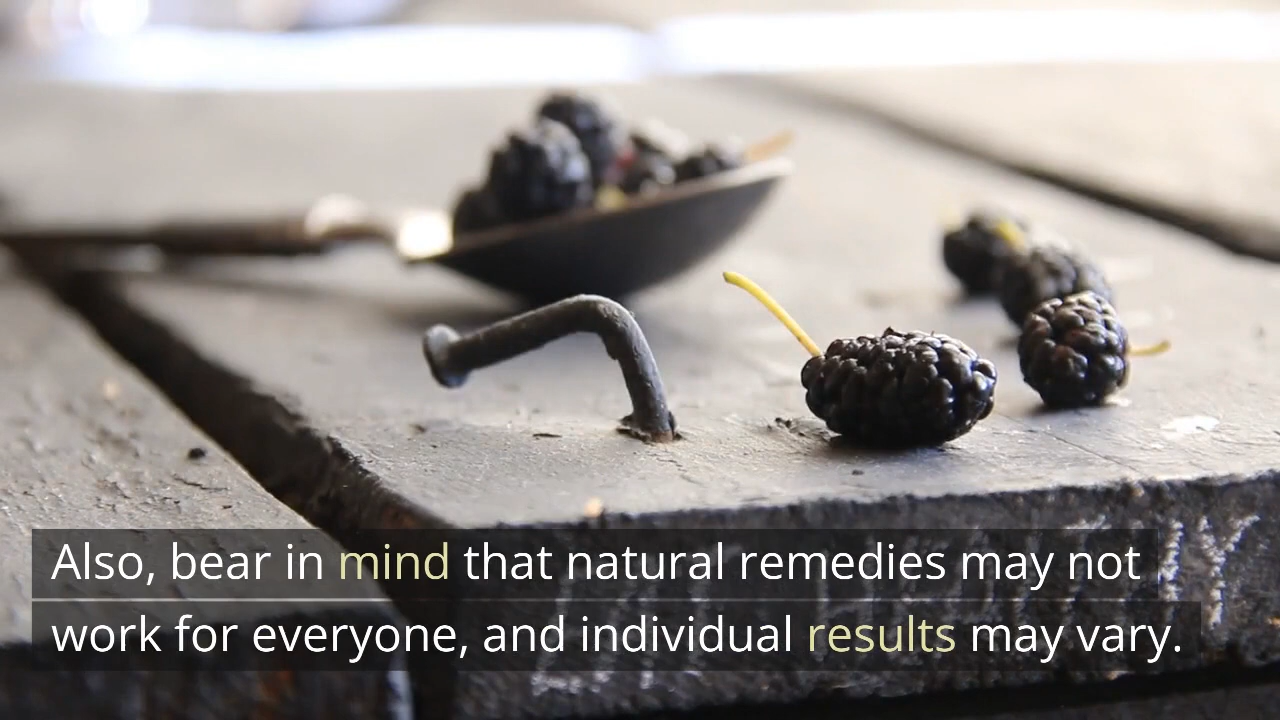 Also, bear in mind that natural remedies may not
work for everyone, and individual results may vary.